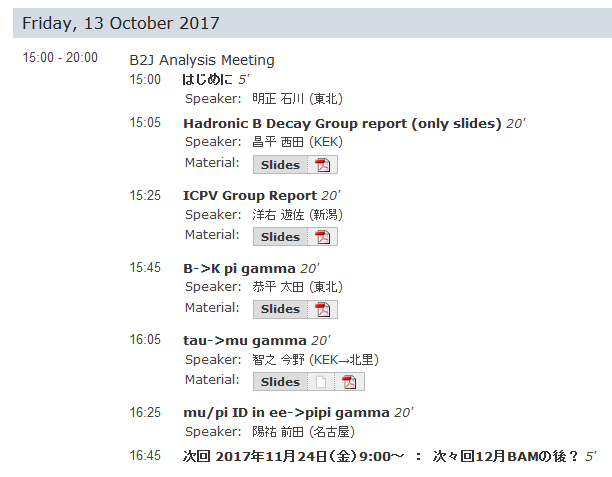 Friday, 13 October 2017
15:00 - 20:00 B2J Analysis Meeting
15:00 はじめに 5'
Speaker: 明正 石川 (東北)
15:05 Hadronic B Decay Group report (only slides) 20'
Speaker: 昌平 西田 (KEK)
Material: Slides
15:25 ICPV Group Report 20'
Speaker: 洋右 遊佐 (新潟)
Material: Slides
15:45 B->K pi gamma 20'
Speaker: 恭平 太田 (東北)
Material: Slides
16:05 tau->mu gamma 20'
Speaker: 智之 今野 (KEK→北里)
Material: Slides
16:25 mu/pi ID in ee->pipi gamma 20'
Speaker: 陽祐 前田 (名古屋)
16:45 次回 2017年11月24日(金)9:00～ : 次々回12月BAMの後？ 5'